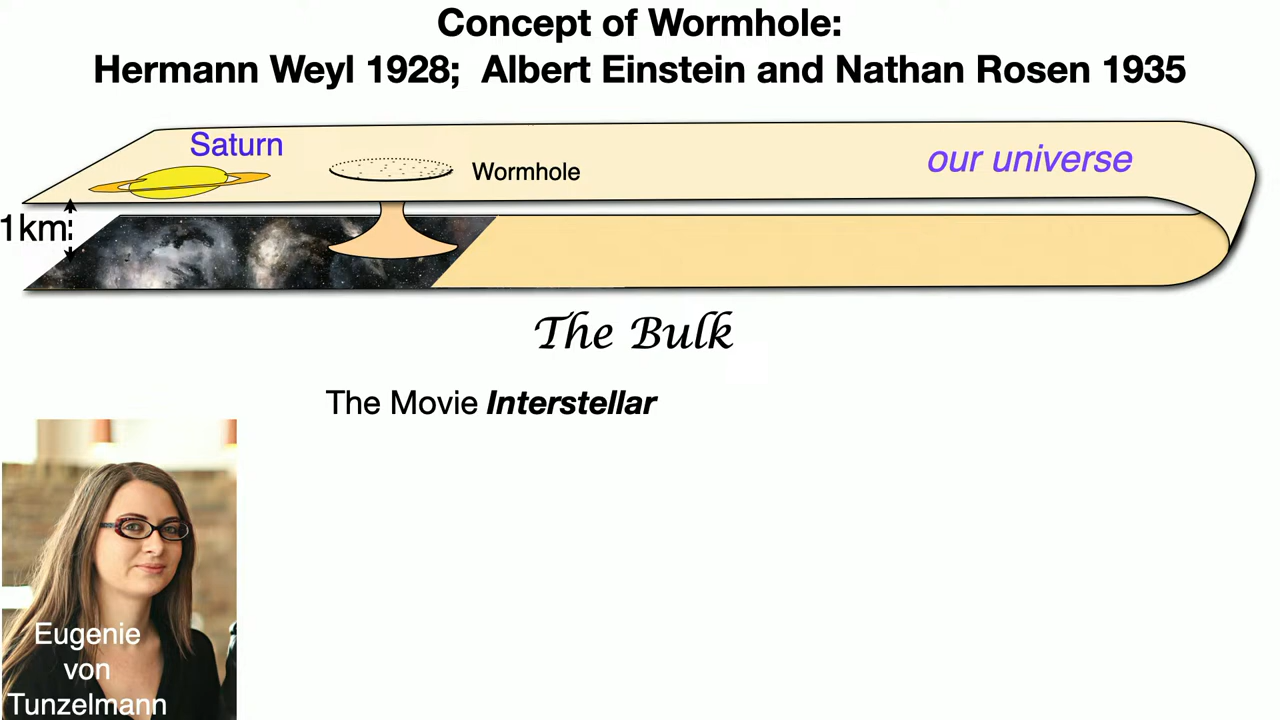 Concept of Wormhole:
Hermann Weyl 1928; Albert Einstein and Nathan Rosen 1935
Saturn
our universe
Wormhole
1km
The Bulk
The Movie Interstellar
Eugenie
von
Tunzelmann